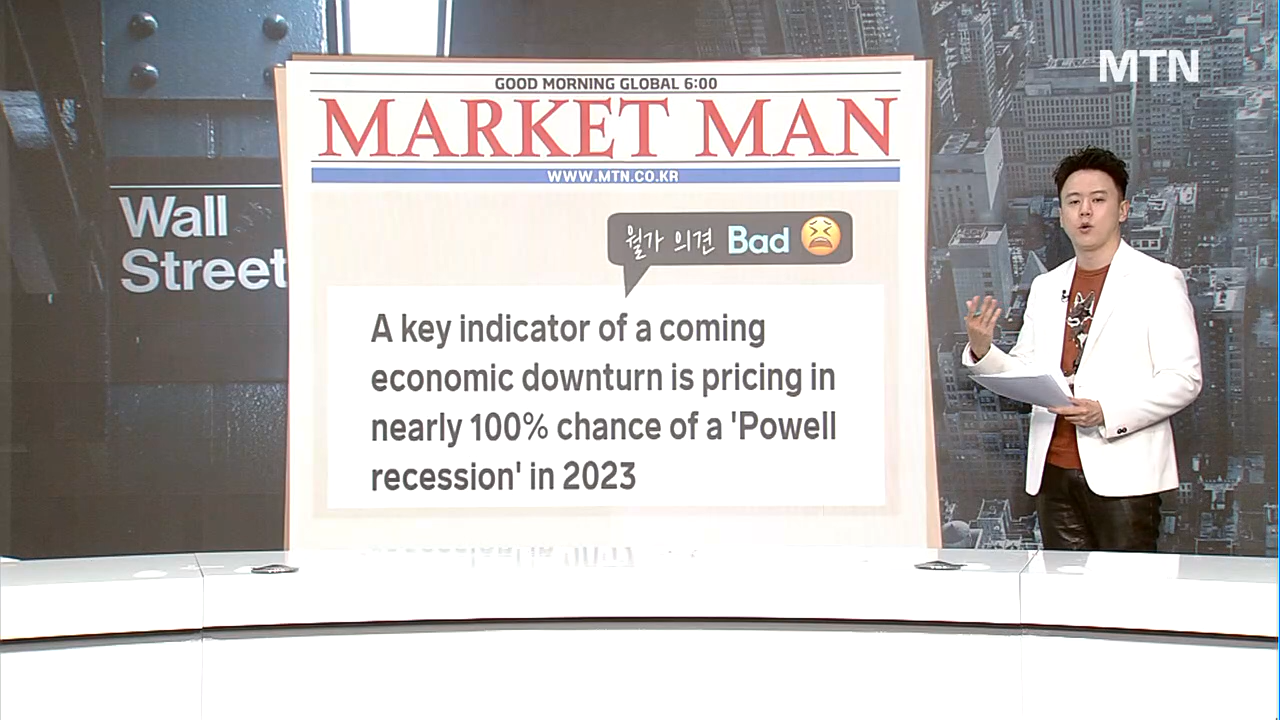 MTN
GOOD MORNING GLOBAL 6:00
MARKET MAN
WWW.MTN.CO.KR
Wall
Street
월가 의견 Bad
A key indicator of a coming
economic downturn is pricing in
nearly 100% chance of a 'Powell
recession' in 2023